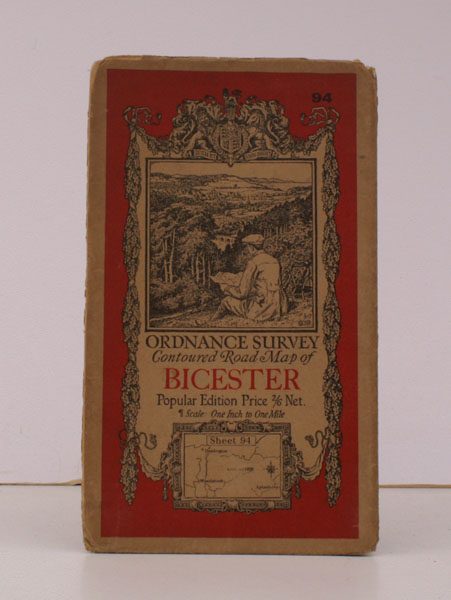 94
ORDNANCE SURVEY
Contoured Road Map of
BICESTER
Popular Edition Price 2/6 Net.
¶ Scale: One Inch to One Mile
Sheet 94